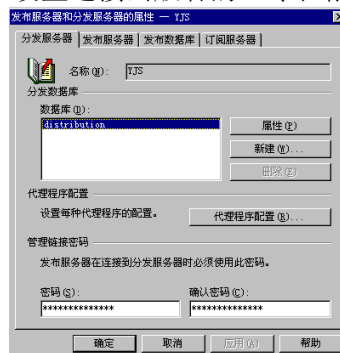 发布服务器和分发服务器的属性 — YJS
分发服务器 发布服务器 发布数据库 订阅服务器
名称(M): YJS
分发数据库
数据库(D):
distribution
属性(P)
新建(W)...
删除(E)
代理程序配置
设置每种代理程序的配置。 代理程序配置(R)...
管理链接密码
发布服务器在连接到分发服务器时必须使用此密码。
密码(S): 确认密码(C):
************** **************
确定 取消 应用(A) 帮助